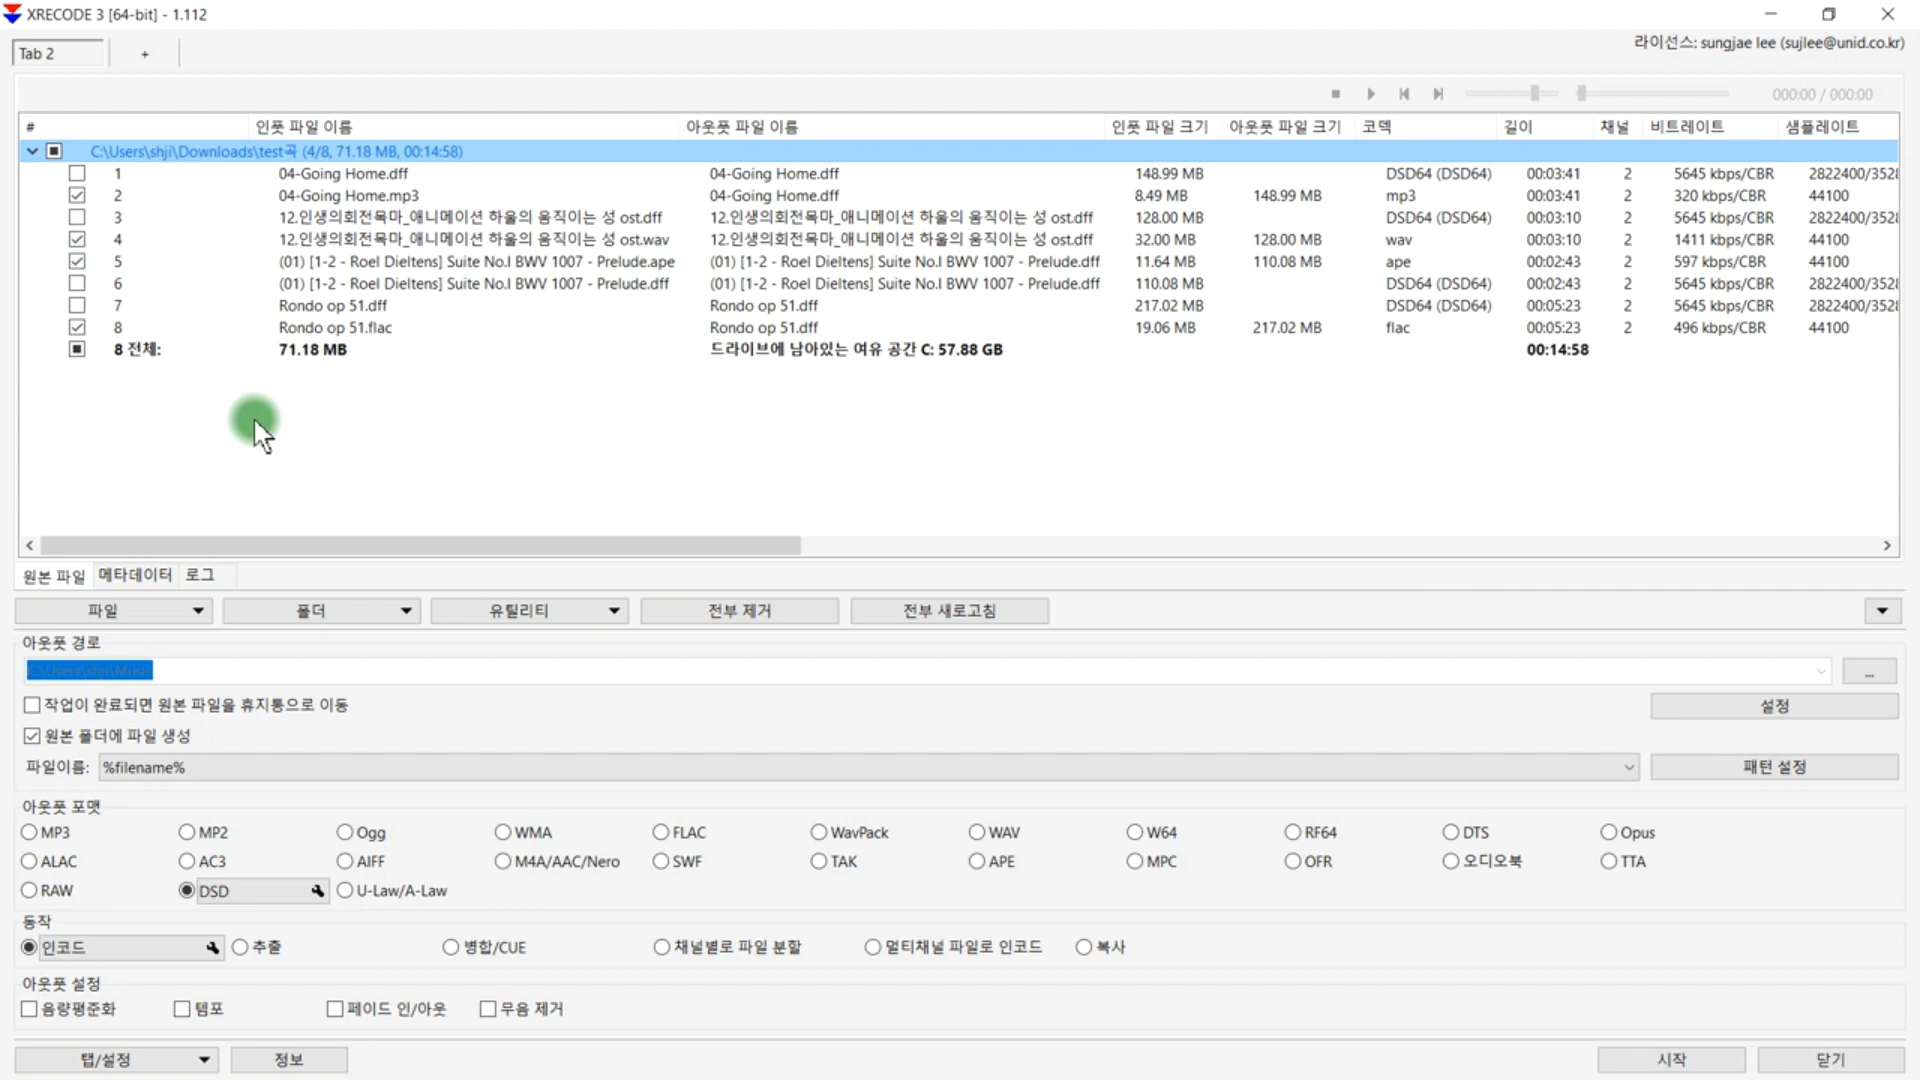 XRECODE 3 [64-bit] - 1.112
Tab 2
+
라이선스: sungjae lee (sujlee@unid.co.kr)
000:00 / 000:00
# 인풋 파일 이름 아웃풋 파일 이름 인풋 파일 크기 아웃풋 파일 크기 코덱 길이 채널 비트레이트 샘플레이트
C:\Users\shji\Downloads\test곡 (4/8, 71.18 MB, 00:14:58)
1 04-Going Home.dff 04-Going Home.dff 148.99 MB DSD64 (DSD64) 00:03:41 2 5645 kbps/CBR 2822400/3528
2 04-Going Home.mp3 04-Going Home.dff 8.49 MB 148.99 MB mp3 00:03:41 2 320 kbps/CBR 44100
3 12.인생의회전목마_애니메이션 하울의 움직이는 성 ost.dff 12.인생의회전목마_애니메이션 하울의 움직이는 성 ost.dff 128.00 MB DSD64 (DSD64) 00:03:10 2 5645 kbps/CBR 2822400/3528
4 12.인생의회전목마_애니메이션 하울의 움직이는 성 ost.wav 12.인생의회전목마_애니메이션 하울의 움직이는 성 ost.dff 32.00 MB 128.00 MB wav 00:03:10 2 1411 kbps/CBR 44100
5 (01) [1-2 - Roel Dieltens] Suite No.I BWV 1007 - Prelude.ape (01) [1-2 - Roel Dieltens] Suite No.I BWV 1007 - Prelude.dff 11.64 MB 110.08 MB ape 00:02:43 2 597 kbps/CBR 44100
6 (01) [1-2 - Roel Dieltens] Suite No.I BWV 1007 - Prelude.dff (01) [1-2 - Roel Dieltens] Suite No.I BWV 1007 - Prelude.dff 110.08 MB DSD64 (DSD64) 00:02:43 2 5645 kbps/CBR 2822400/3528
7 Rondo op 51.dff Rondo op 51.dff 217.02 MB DSD64 (DSD64) 00:05:23 2 5645 kbps/CBR 2822400/3528
8 Rondo op 51.flac Rondo op 51.dff 19.06 MB 217.02 MB flac 00:05:23 2 496 kbps/CBR 44100
8 전체: 71.18 MB 드라이브에 남아있는 여유 공간 C: 57.88 GB 00:14:58
원본 파일 메타데이터 로그
파일 폴더 유틸리티 전부 제거 전부 새로고침
아웃풋 경로
...
작업이 완료되면 원본 파일을 휴지통으로 이동 설정
원본 폴더에 파일 생성
파일이름: %filename% 패턴 설정
아웃풋 포맷
MP3 MP2 Ogg WMA FLAC WavPack WAV W64 RF64 DTS Opus
ALAC AC3 AIFF M4A/AAC/Nero SWF TAK APE MPC OFR 오디오북 TTA
RAW DSD U-Law/A-Law
동작
인코드 추출 병합/CUE 채널별로 파일 분할 멀티채널 파일로 인코드 복사
아웃풋 설정
음량평준화 템포 페이드 인/아웃 무음 제거
탭/설정 정보 시작 닫기